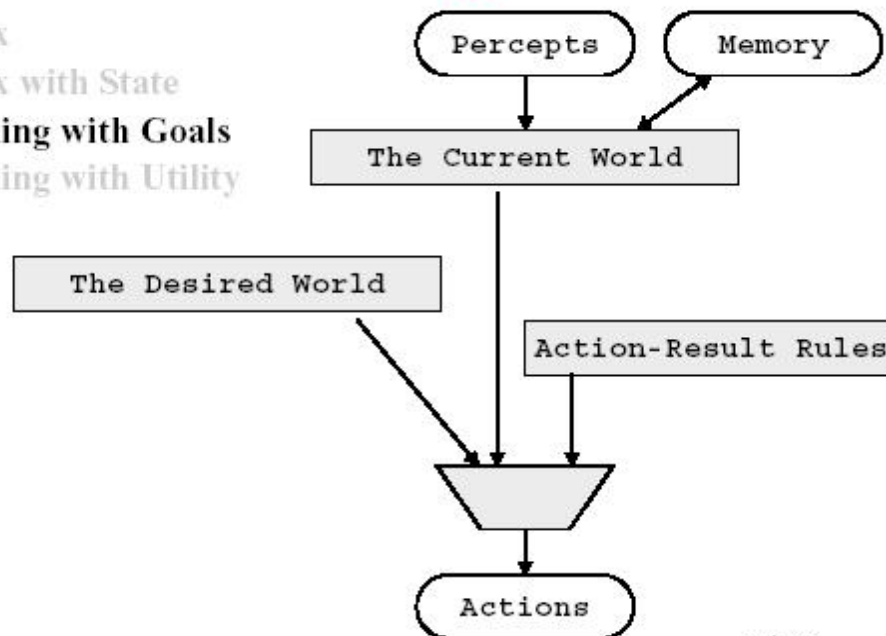 x
x with State
ing with Goals
ing with Utility
Percepts
Memory
The Current World
The Desired World
Action-Result Rules
Actions